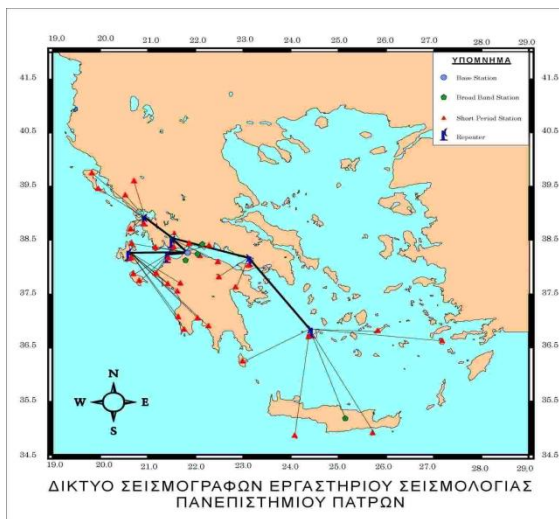 19.0 20.0 21.0 22.0 23.0 24.0 25.0 26.0 27.0 28.0 29.0
41.5 41.5
ΥΠΟΜΝΗΜΑ
Base Station
Broad Band Station
Short Period Station
Repeater
40.5 40.5
39.5 39.5
38.5 38.5
37.5 37.5
36.5 36.5
N
W E
S
35.5 35.5
34.5 34.5
19.0 20.0 21.0 22.0 23.0 24.0 25.0 26.0 27.0 28.0 29.0
ΔΙΚΤΥΟ ΣΕΙΣΜΟΓΡΑΦΩΝ ΕΡΓΑΣΤΗΡΙΟΥ ΣΕΙΣΜΟΛΟΓΙΑΣ
ΠΑΝΕΠΙΣΤΗΜΙΟΥ ΠΑΤΡΩΝ